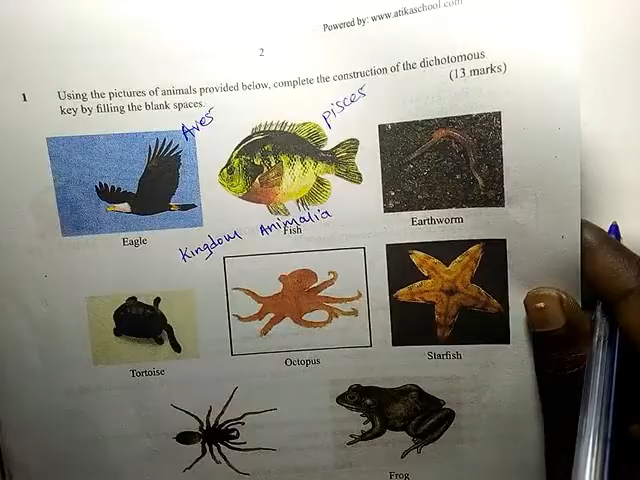 Powered by: www.atikaschool.com
2
1 Using the pictures of animals provided below, complete the construction of the dichotomous
key by filling the blank spaces. (13 marks)
Aves
Pisces
Eagle
Fish
Earthworm
Kingdom Animalia
Tortoise
Octopus
Starfish
Frog